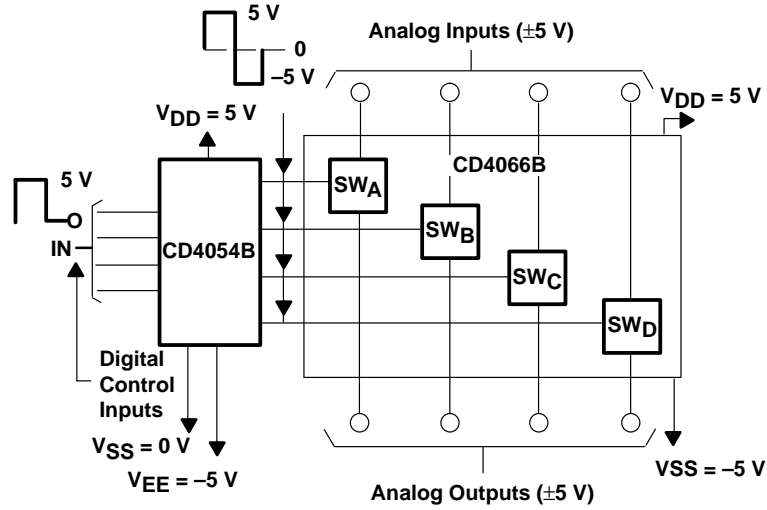 5 V
0
–5 V
Analog Inputs (±5 V)
VDD = 5 V
VDD = 5 V
CD4066B
5 V
0
IN
CD4054B
SWA
SWB
SWC
SWD
Digital
Control
Inputs
VSS = 0 V
VEE = –5 V
VSS = –5 V
Analog Outputs (±5 V)